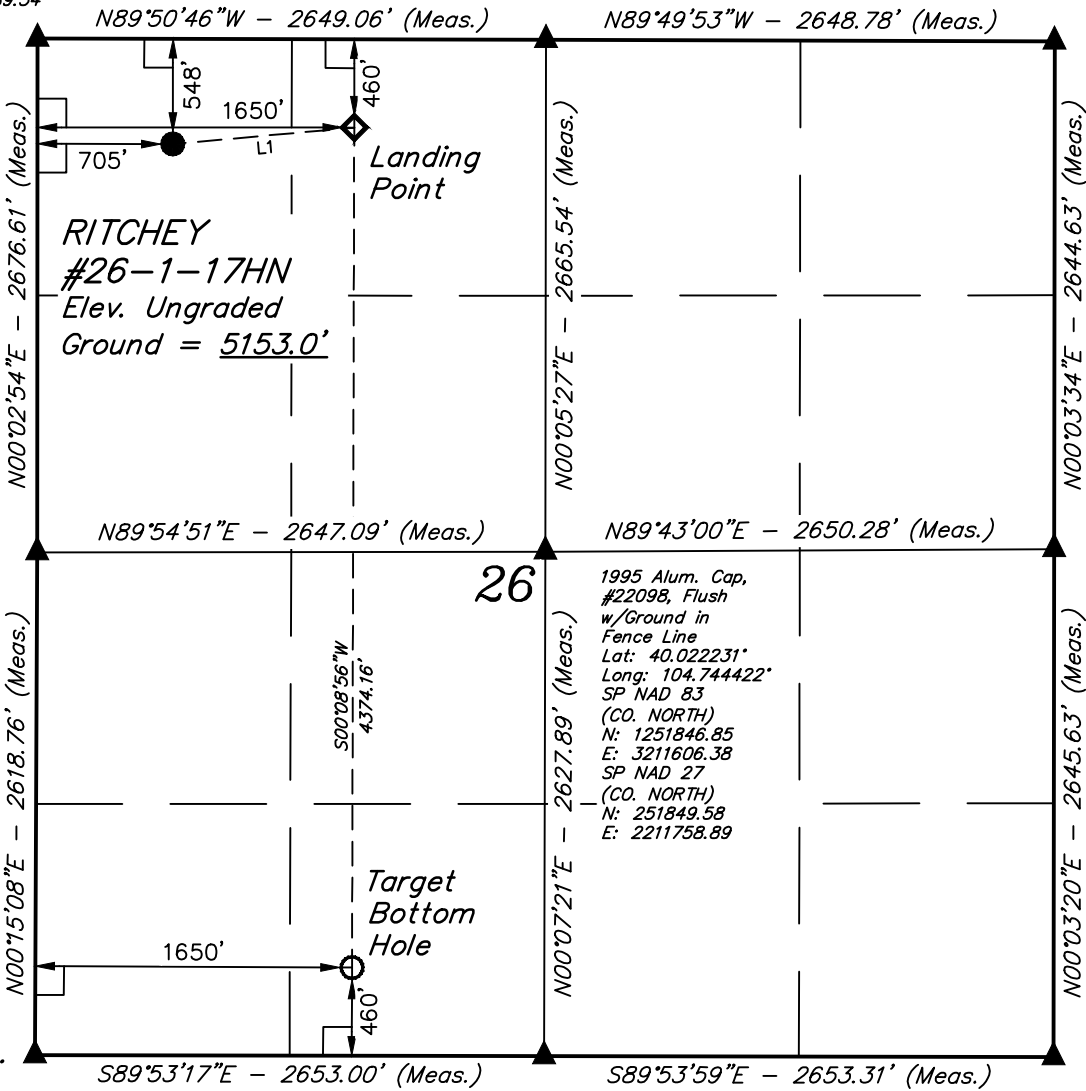 N89°50'46"W - 2649.06' (Meas.)
N89°49'53"W - 2648.78' (Meas.)
548'
460'
1650'
705'
L1
Landing
Point
RITCHEY
#26-1-17HN
Elev. Ungraded
Ground = 5153.0'
N00°02'54"E - 2676.61' (Meas.)
N00°05'27"E - 2665.54' (Meas.)
N00°03'34"E - 2644.63' (Meas.)
N89°54'51"E - 2647.09' (Meas.)
N89°43'00"E - 2650.28' (Meas.)
26
1995 Alum. Cap,
#22098, Flush
w/Ground in
Fence Line
Lat: 40.022231°
Long: 104.744422°
SP NAD 83
(CO. NORTH)
N: 1251846.85
E: 3211606.38
SP NAD 27
(CO. NORTH)
N: 251849.58
E: 2211758.89
S00°08'56"W
4374.16'
N00°15'08"E - 2618.76' (Meas.)
N00°07'21"E - 2627.89' (Meas.)
N00°03'20"E - 2645.63' (Meas.)
Target
Bottom
Hole
1650'
460'
S89°53'17"E - 2653.00' (Meas.)
S89°53'59"E - 2653.31' (Meas.)